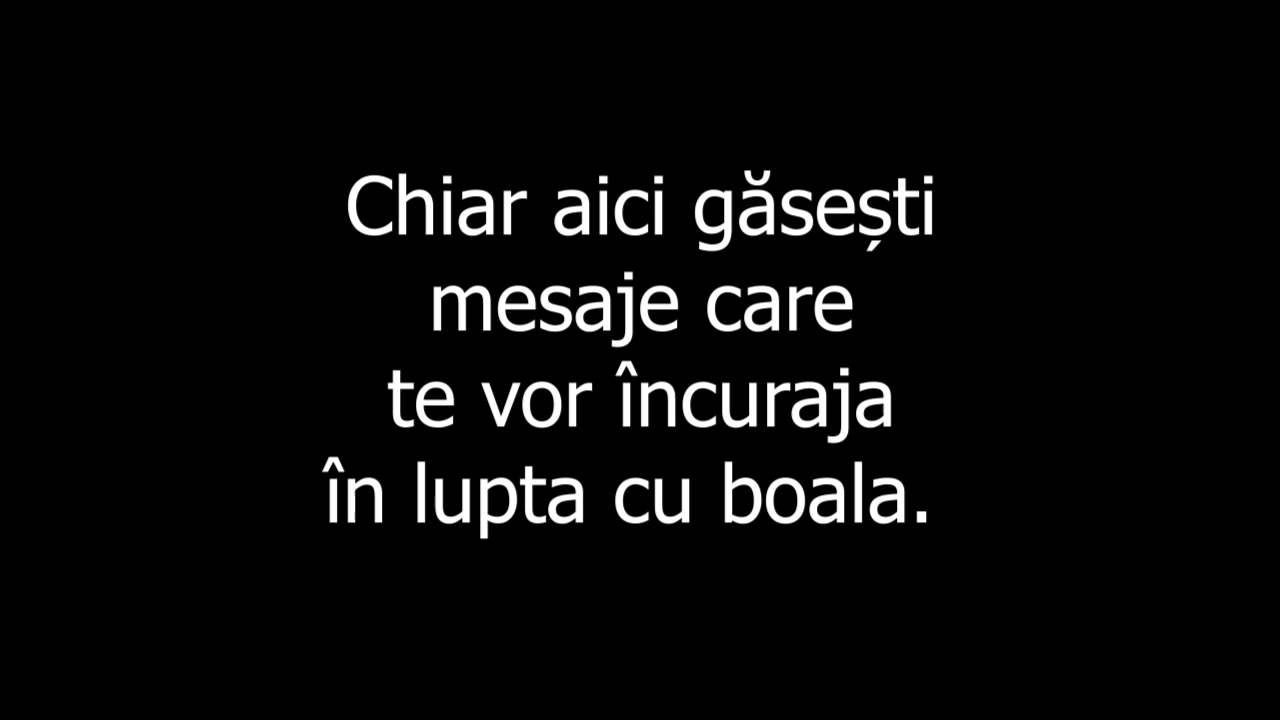 Chiar aici găsești
mesaje care
te vor încuraja
în lupta cu boala.